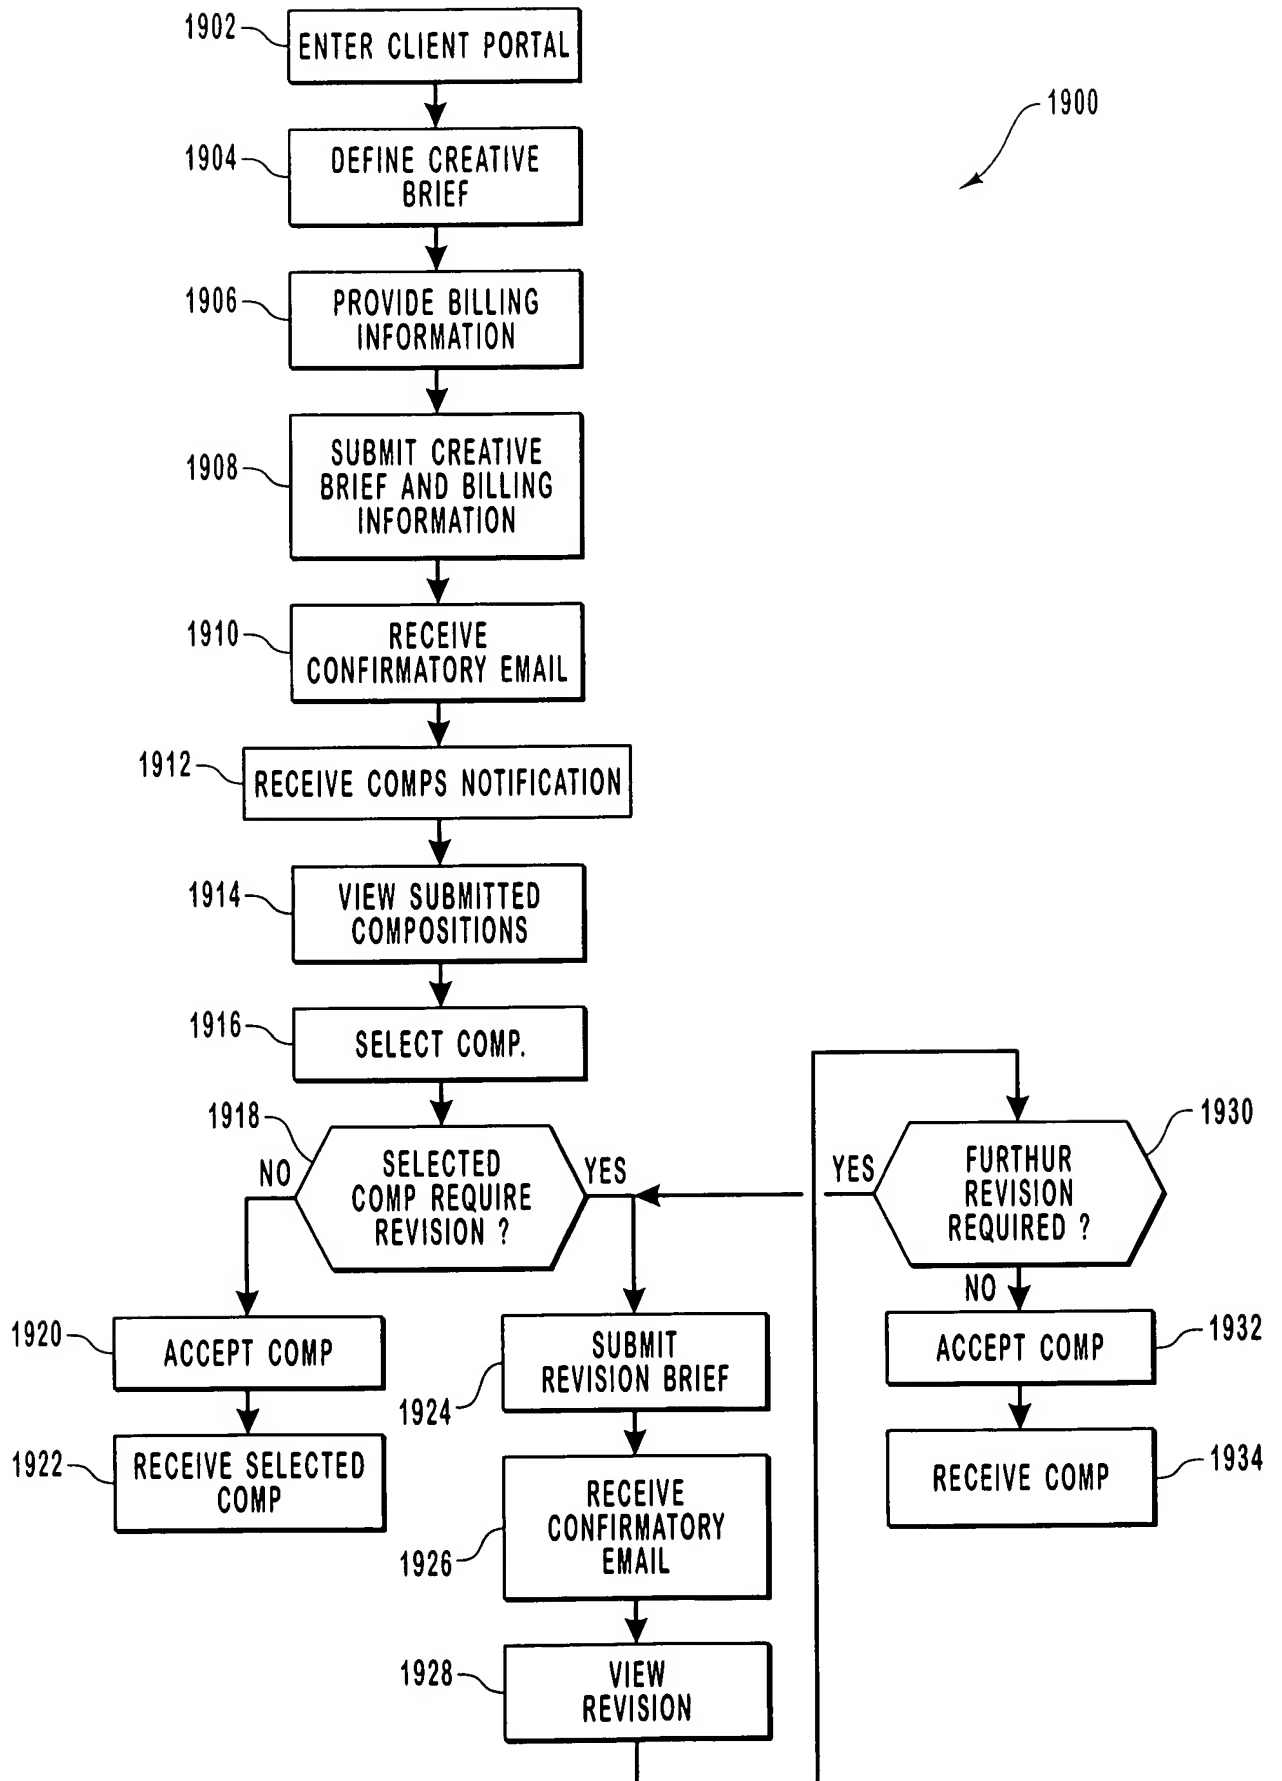 1902
ENTER CLIENT PORTAL
1900
1904
DEFINE CREATIVE
BRIEF
1906
PROVIDE BILLING
INFORMATION
1908
SUBMIT CREATIVE
BRIEF AND BILLING
INFORMATION
1910
RECEIVE
CONFIRMATORY EMAIL
1912
RECEIVE COMPS NOTIFICATION
1914
VIEW SUBMITTED
COMPOSITIONS
1916
SELECT COMP.
1918
NO
SELECTED
COMP REQUIRE
REVISION ?
YES
1920
ACCEPT COMP
1922
RECEIVE SELECTED
COMP
SUBMIT
REVISION BRIEF
1924
RECEIVE
CONFIRMATORY
EMAIL
1926
1928
VIEW
REVISION
1930
YES
FURTHUR
REVISION
REQUIRED ?
NO
1932
ACCEPT COMP
1934
RECEIVE COMP